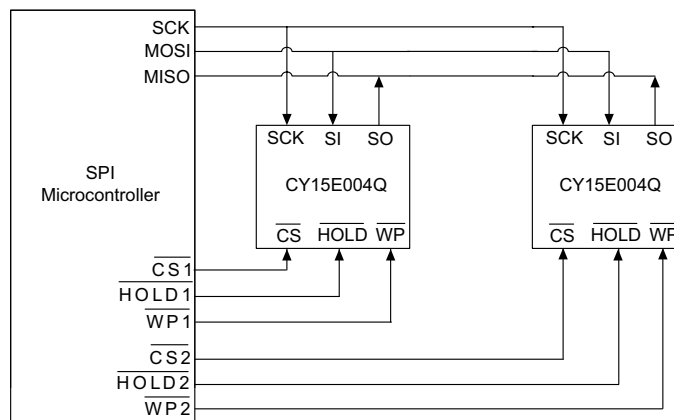 SCK
MOSI
MISO
SPI
Microcontroller
CS1
HOLD1
WP1
CS2
HOLD2
WP2
SCK SI SO
CY15E004Q
CS HOLD WP
SCK SI SO
CY15E004Q
CS HOLD WP